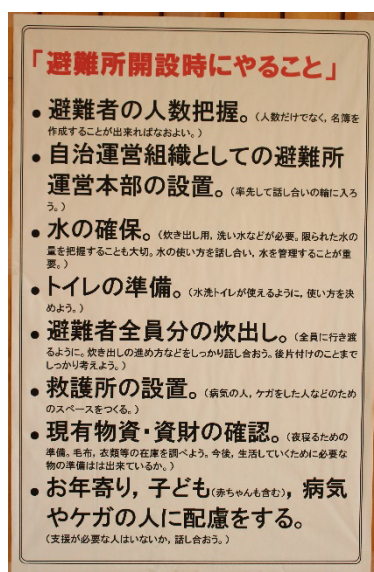 「避難所開設時にやること」
● 避難者の人数把握。(人数だけでなく,名簿を
作成することが出来ればなおよい。)
● 自治運営組織としての避難所
運営本部の設置。(率先して話し合いの輪に入ろ
う。)
● 水の確保。(炊き出し用,洗い水などが必要。限られた水の
量を把握することも大切。水の使い方を話し合い,水を管理することが重
要。)
● トイレの準備。(水洗トイレが使えるように,使い方を決
めよう。)
● 避難者全員分の炊出し。(全員に行き渡
るように。炊き出しの進め方などをしっかり話し合おう。後片付けのことまで
しっかり考えよう。)
● 救護所の設置。(病気の人,ケガをした人などのため
のスペースをつくる。)
● 現有物資・資財の確認。(夜寝るための
準備。毛布,衣類等の在庫を調べよう。今後,生活していくために必要な
物の準備はは出来ているか。)
● お年寄り,子ども(赤ちゃんも含む),病気
やケガの人に配慮をする。
(支援が必要な人はいないか,話し合おう。)